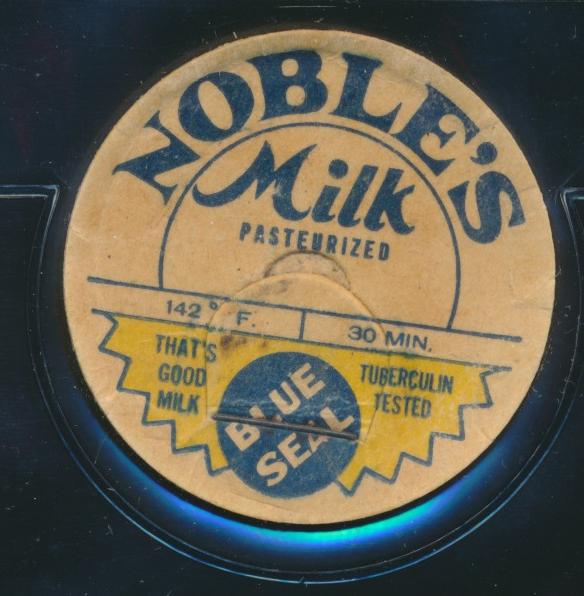 NOBLE'S
Milk
PASTEURIZED
142° F. 30 MIN.
THAT'S
GOOD
MILK
BLUE
SEAL
TUBERCULIN
TESTED